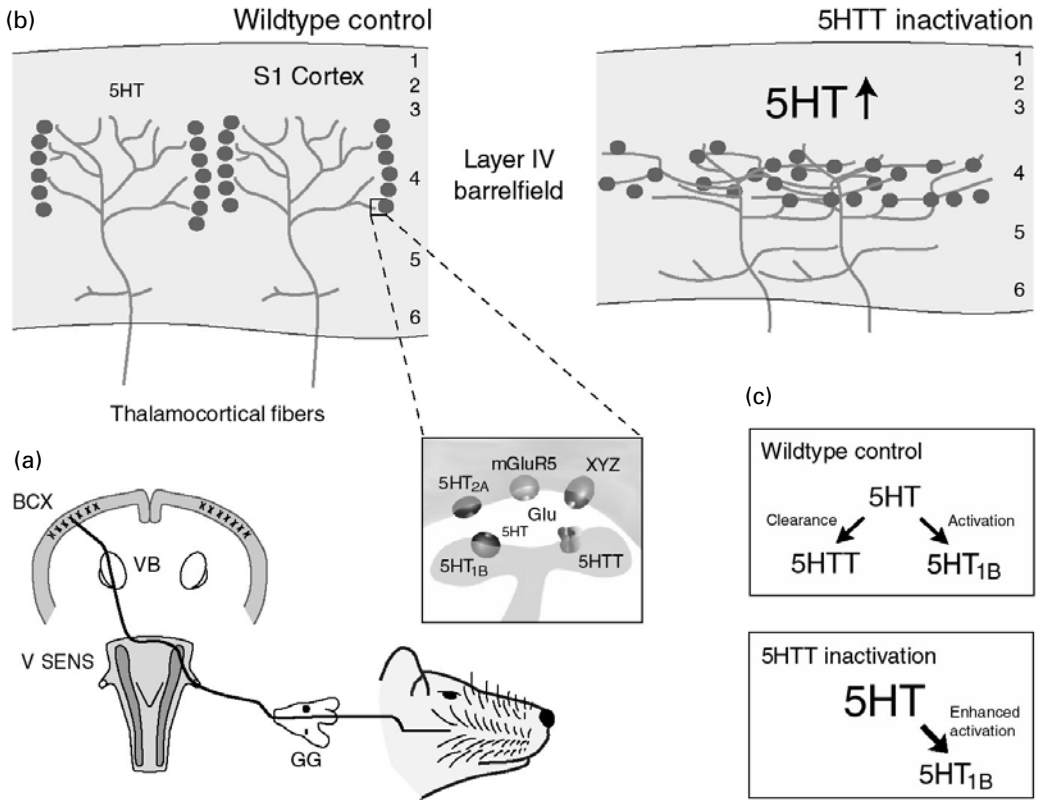 (b)
Wildtype control
5HT
S1 Cortex
1
2
3
4
5
6
Thalamocortical fibers
Layer IV
barrelfield
5HTT inactivation
5HT
1
2
3
4
5
6
(a)
BCX
VB
V SENS
GG
mGluR5
XYZ
5HT2A
Glu
5HT
5HT1B
5HTT
(c)
Wildtype control
5HT
Clearance
Activation
5HTT
5HT1B
5HTT inactivation
5HT
Enhanced
activation
5HT1B